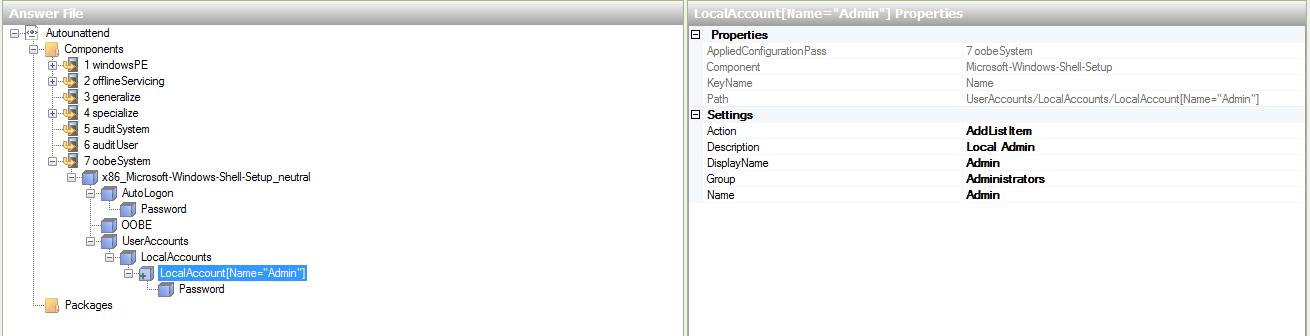 Answer File
Autounattend
Components
1 windowsPE
2 offlineServicing
3 generalize
4 specialize
5 auditSystem
6 auditUser
7 oobeSystem
x86_Microsoft-Windows-Shell-Setup_neutral
AutoLogon
Password
OOBE
UserAccounts
LocalAccounts
LocalAccount[Name="Admin"]
Password
Packages
LocalAccount[Name="Admin"] Properties
Properties
AppliedConfigurationPass 7 oobeSystem
Component Microsoft-Windows-Shell-Setup
KeyName Name
Path UserAccounts/LocalAccounts/LocalAccount[Name="Admin"]
Settings
Action AddListItem
Description Local Admin
DisplayName Admin
Group Administrators
Name Admin